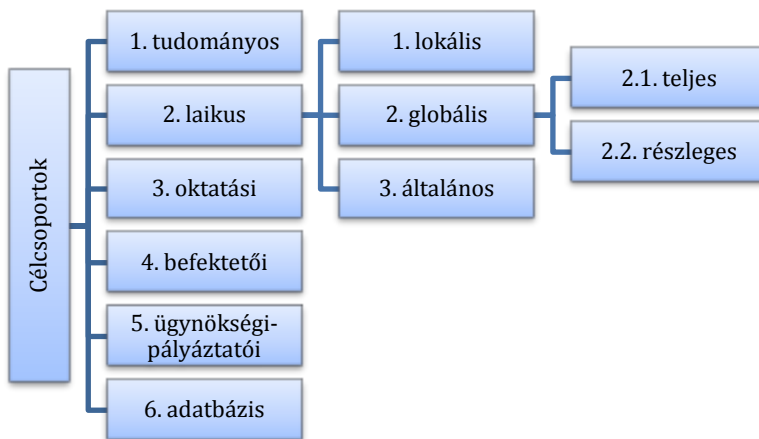 Célcsoportok
1. tudományos
2. laikus
3. oktatási
4. befektetői
5. ügynökségi-
pályáztatói
6. adatbázis
1. lokális
2. globális
3. általános
2.1. teljes
2.2. részleges